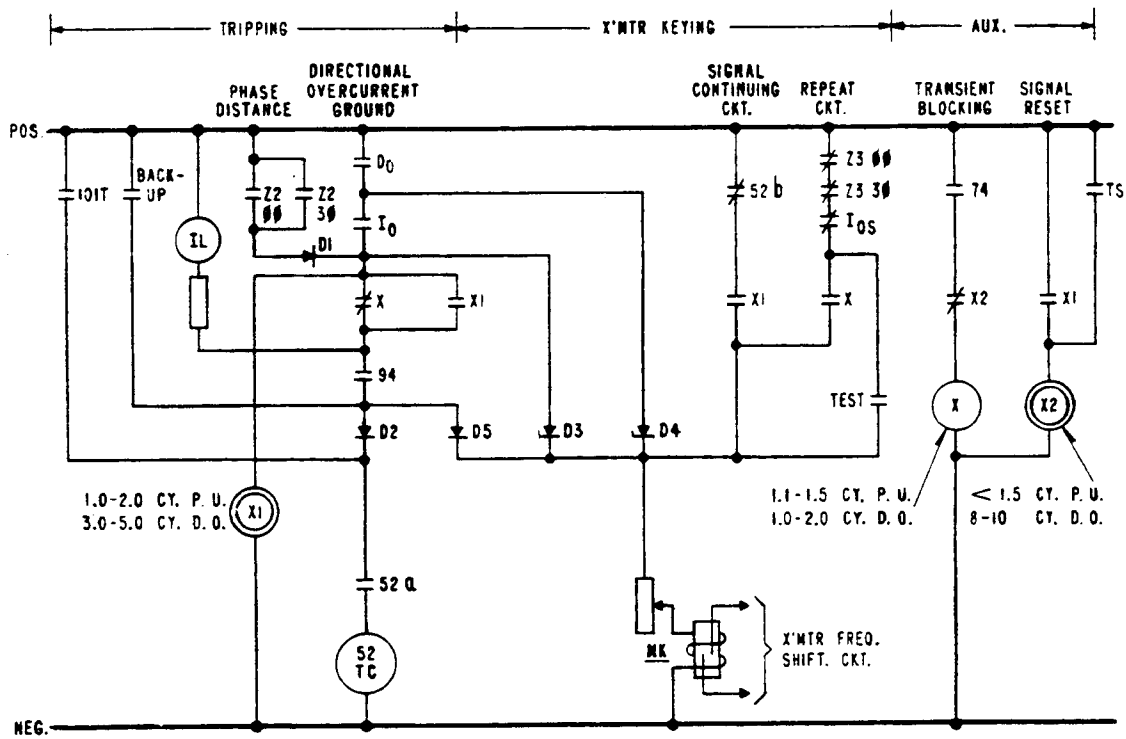 TRIPPING
X'MTR KEYING
AUX.
PHASE
DISTANCE
DIRECTIONAL
OVERCURRENT
GROUND
SIGNAL
CONTINUING
CKT.
REPEAT
CKT.
TRANSIENT
BLOCKING
SIGNAL
RESET
POS.
101T
BACK-
UP
IL
Z2
ØØ
Z2
3Ø
D1
D0
I0
X
X1
94
D2
D5
D3
D4
52 b
X1
Z3 ØØ
Z3 3Ø
IOS
X
TEST
74
X2
X
X1
TS
X2
1.0-2.0 CY. P.U.
3.0-5.0 CY. D.O.
X1
1.1-1.5 CY. P.U.
1.0-2.0 CY. D.O.
< 1.5 CY. P.U.
8-10 CY. D.O.
52 a
52
TC
MK
X'MTR FREQ.
SHIFT. CKT.
NEG.